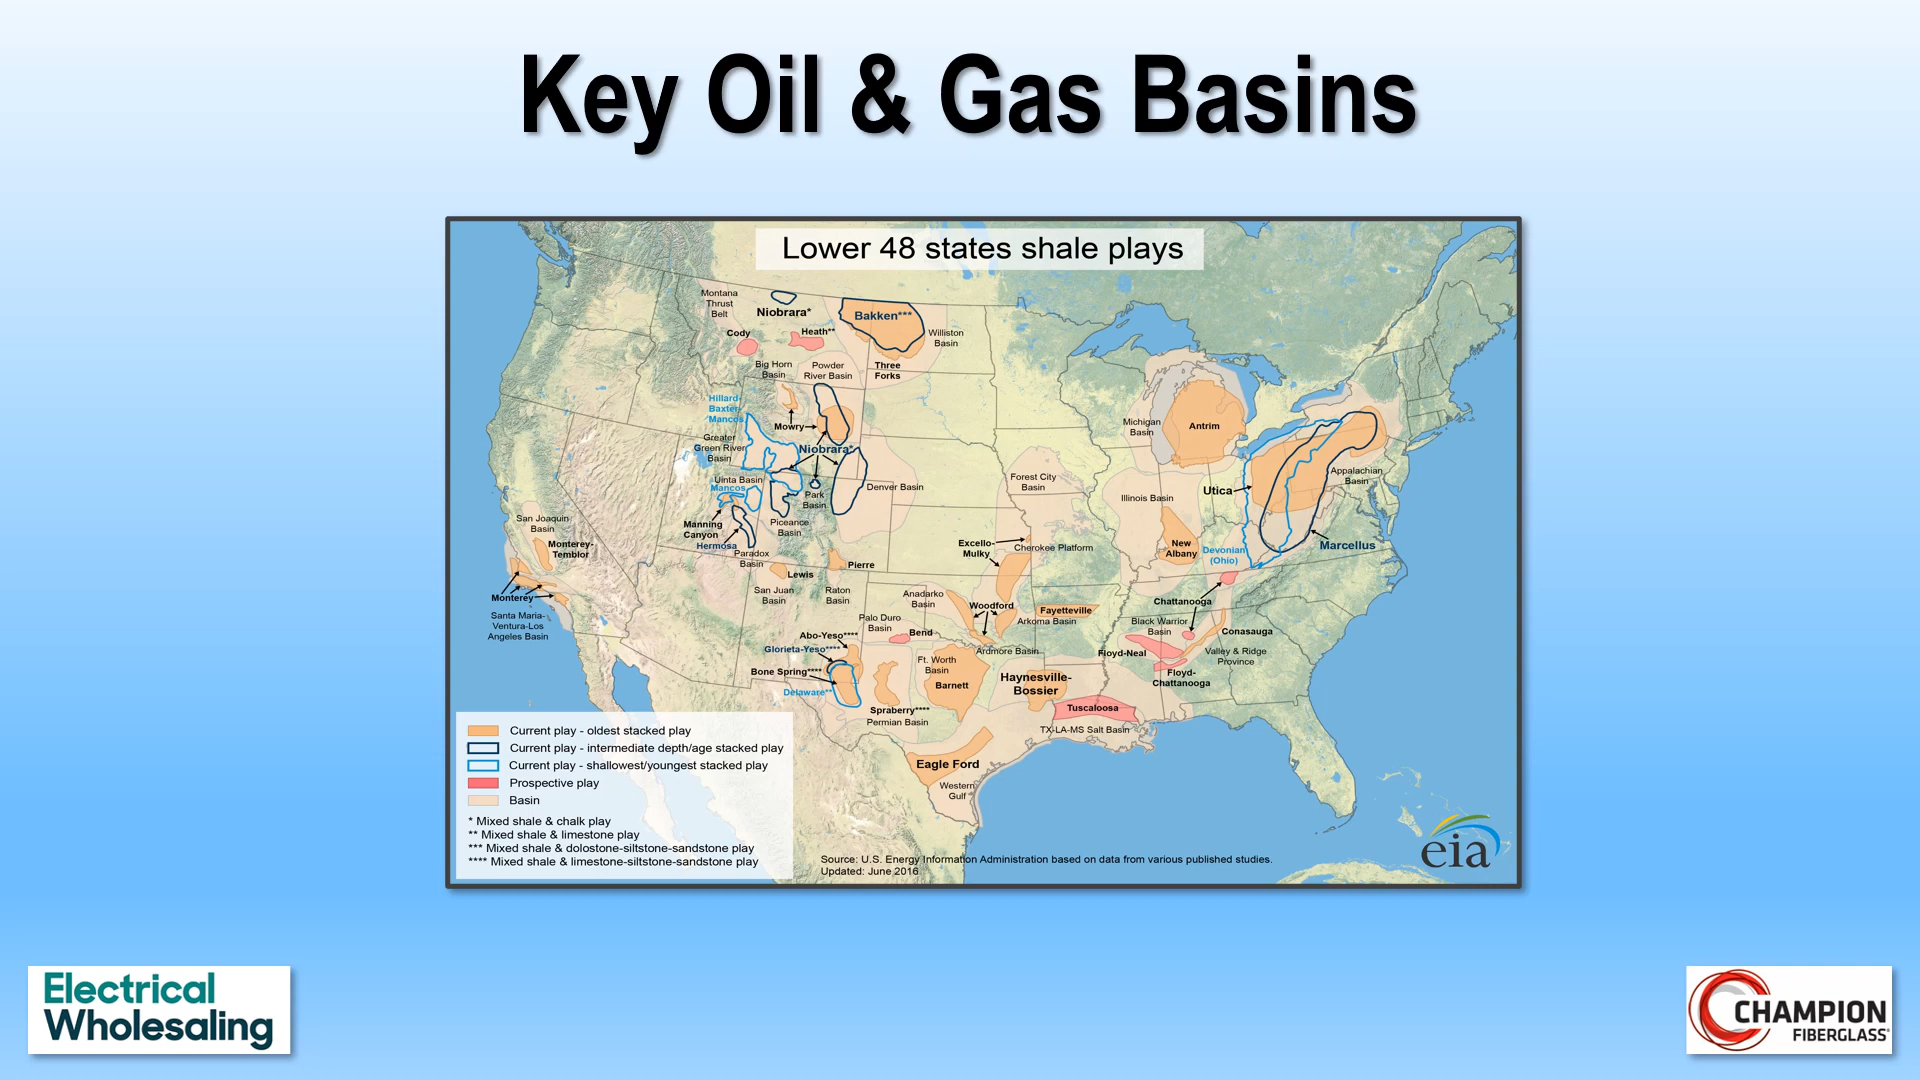 Key Oil & Gas Basins
Lower 48 states shale plays
Montana
Thrust
Belt
Niobrara*
Bakken***
Cody
Heath**
Williston
Basin
Big Horn
Basin
Powder
River Basin
Three
Forks
Hillard-
Baxter-
Mancos
Mowry
Greater
Green River
Basin
Niobrara*
Uinta Basin
Mancos
Park
Basin
Denver Basin
Manning
Canyon
Piceance
Basin
Hermosa
Paradox
Basin
San Joaquin
Basin
Monterey-
Temblor
Monterey
Santa Maria-
Ventura-Los
Angeles Basin
Lewis
Pierre
San Juan
Basin
Raton
Basin
Anadarko
Basin
Palo Duro
Basin
Abo-Yeso****
Bend
Glorieta-Yeso****
Bone Spring****
Delaware**
Ft. Worth
Basin
Barnett
Spraberry****
Permian Basin
Eagle Ford
Western
Gulf
Michigan
Basin
Antrim
Forest City
Basin
Illinois Basin
Utica
Appalachian
Basin
Excello-
Mulky
Cherokee Platform
New
Albany
Devonian
(Ohio)
Marcellus
Woodford
Fayetteville
Arkoma Basin
Ardmore Basin
Chattanooga
Black Warrior
Basin
Conasauga
Floyd-Neal
Valley & Ridge
Province
Floyd-
Chattanooga
Haynesville-
Bossier
Tuscaloosa
TX-LA-MS Salt Basin
Current play - oldest stacked play
Current play - intermediate depth/age stacked play
Current play - shallowest/youngest stacked play
Prospective play
Basin
* Mixed shale & chalk play
** Mixed shale & limestone play
*** Mixed shale & dolostone-siltstone-sandstone play
**** Mixed shale & limestone-siltstone-sandstone play
Source: U.S. Energy Information Administration based on data from various published studies.
Updated: June 2016
eia
Electrical
Wholesaling
CHAMPION
FIBERGLASS